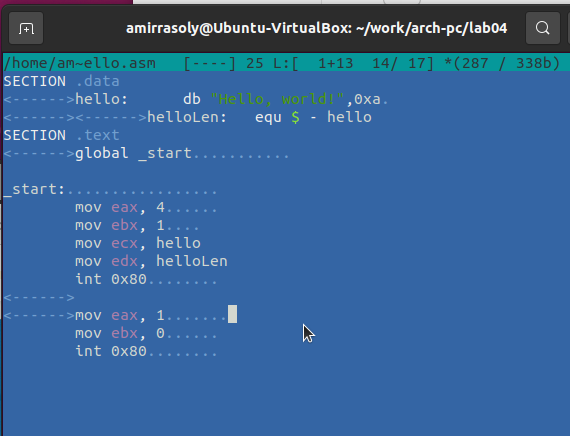 amirrasoly@Ubuntu-VirtualBox: ~/work/arch-pc/lab04
/home/am~ello.asm   [----] 25 L:[  1+13  14/ 17] *(287 / 338b)
SECTION .data
<------>hello:      db "Hello, world!",0xa.
<------><------>helloLen:   equ $ - hello
SECTION .text
<------>global _start...........
_start:.................
        mov eax, 4......
        mov ebx, 1....
        mov ecx, hello
        mov edx, helloLen
        int 0x80........
<------>
<------>mov eax, 1.......
        mov ebx, 0......
        int 0x80........